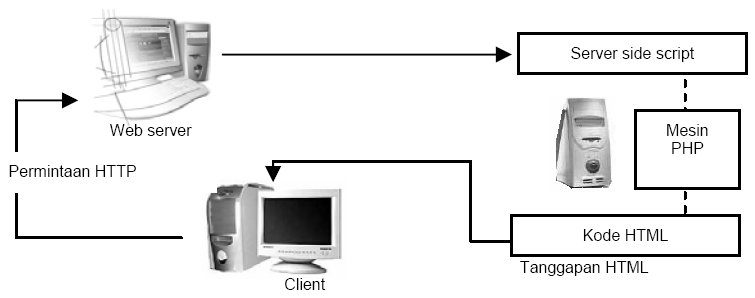 Server side script
Web server
Mesin
PHP
Permintaan HTTP
Kode HTML
Tanggapan HTML
Client